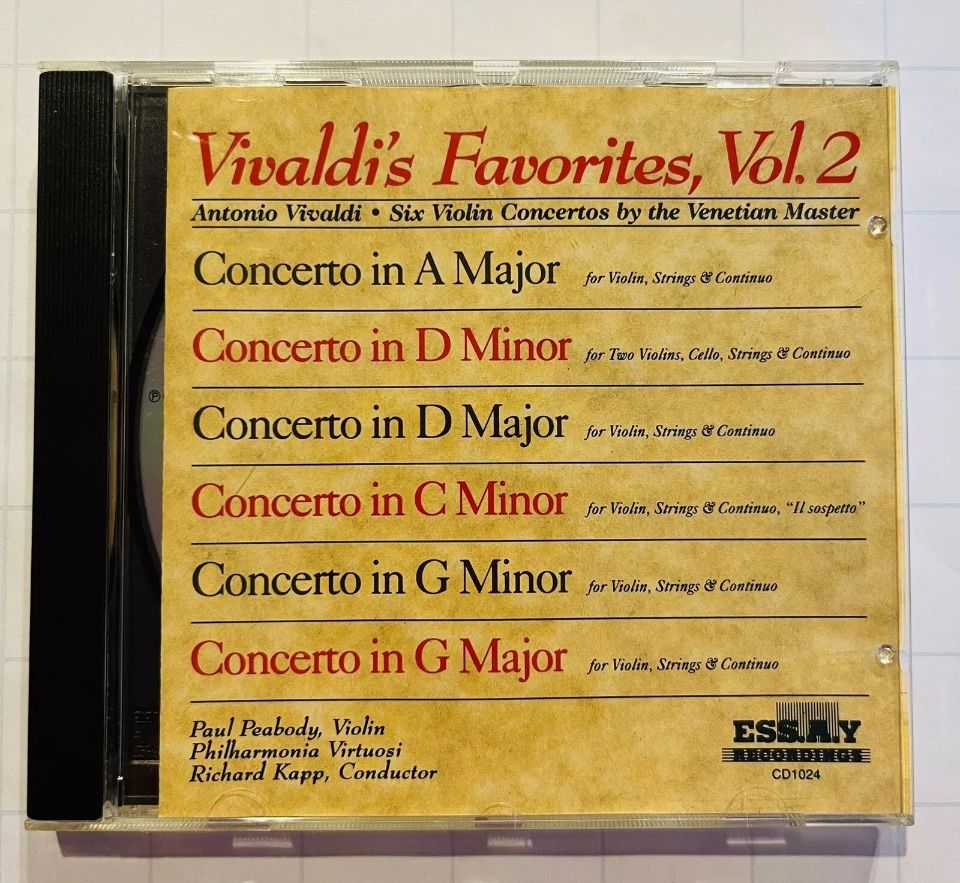 Vivaldi's Favorites, Vol. 2
Antonio Vivaldi • Six Violin Concertos by the Venetian Master
Concerto in A Major for Violin, Strings & Continuo
Concerto in D Minor for Two Violins, Cello, Strings & Continuo
Concerto in D Major for Violin, Strings & Continuo
Concerto in C Minor for Violin, Strings & Continuo, “Il sospetto”
Concerto in G Minor for Violin, Strings & Continuo
Concerto in G Major for Violin, Strings & Continuo
Paul Peabody, Violin
Philharmonia Virtuosi
Richard Kapp, Conductor
ESS.A.Y
RECORDINGS
CD1024
℗